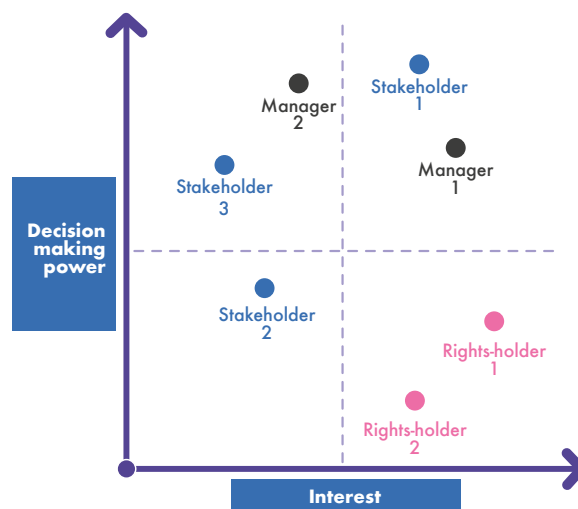 Stakeholder
1
Manager
2
Manager
1
Stakeholder
3
Decision
making
power
Stakeholder
2
Rights-holder
1
Rights-holder
2
Interest